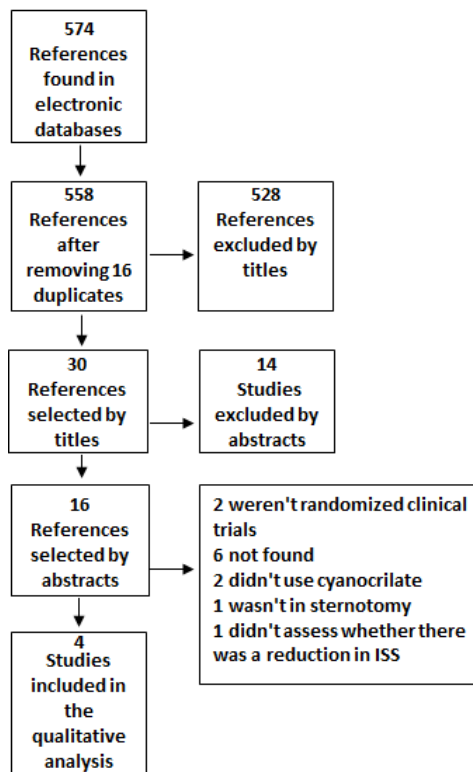 574
References
found in
electronic
databases
558
References
after
removing 16
duplicates
528
References
excluded by
titles
30
References
selected by
titles
14
Studies
excluded by
abstracts
16
References
selected by
abstracts
2 weren't randomized clinical
trials
6 not found
2 didn't use cyanocrilate
1 wasn't in sternotomy
1 didn't assess whether there
was a reduction in ISS
4
Studies
included in
the
qualitative
analysis